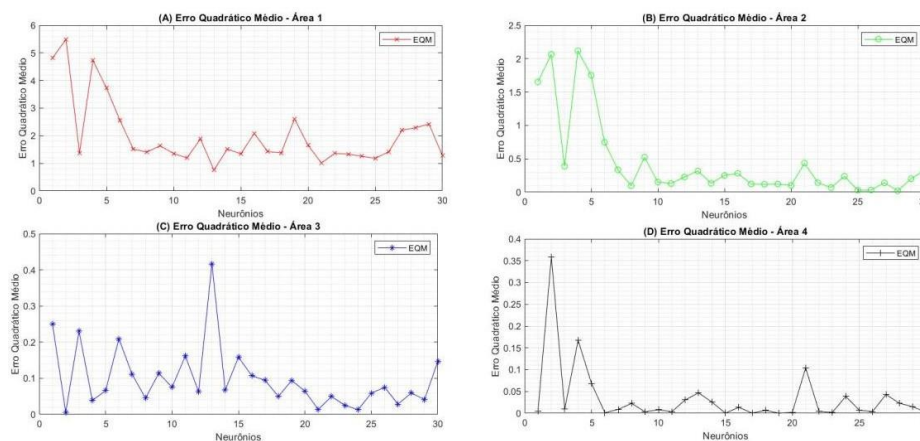 (A) Erro Quadrático Médio - Área 1
6
5
4
3
2
1
0
Erro Quadrático Médio
EQM
0 5 10 15 20 25 30
Neurônios
(B) Erro Quadrático Médio - Área 2
2.5
2
1.5
1
0.5
0
Erro Quadrático Médio
EQM
0 5 10 15 20 25
Neurônios
(C) Erro Quadrático Médio - Área 3
0.5
0.4
0.3
0.2
0.1
0
Erro Quadrático Médio
EQM
0 5 10 15 20 25 30
Neurônios
(D) Erro Quadrático Médio - Área 4
0.4
0.35
0.3
0.25
0.2
0.15
0.1
0.05
0
Erro Quadrático Médio
EQM
0 5 10 15 20 25
Neurônios